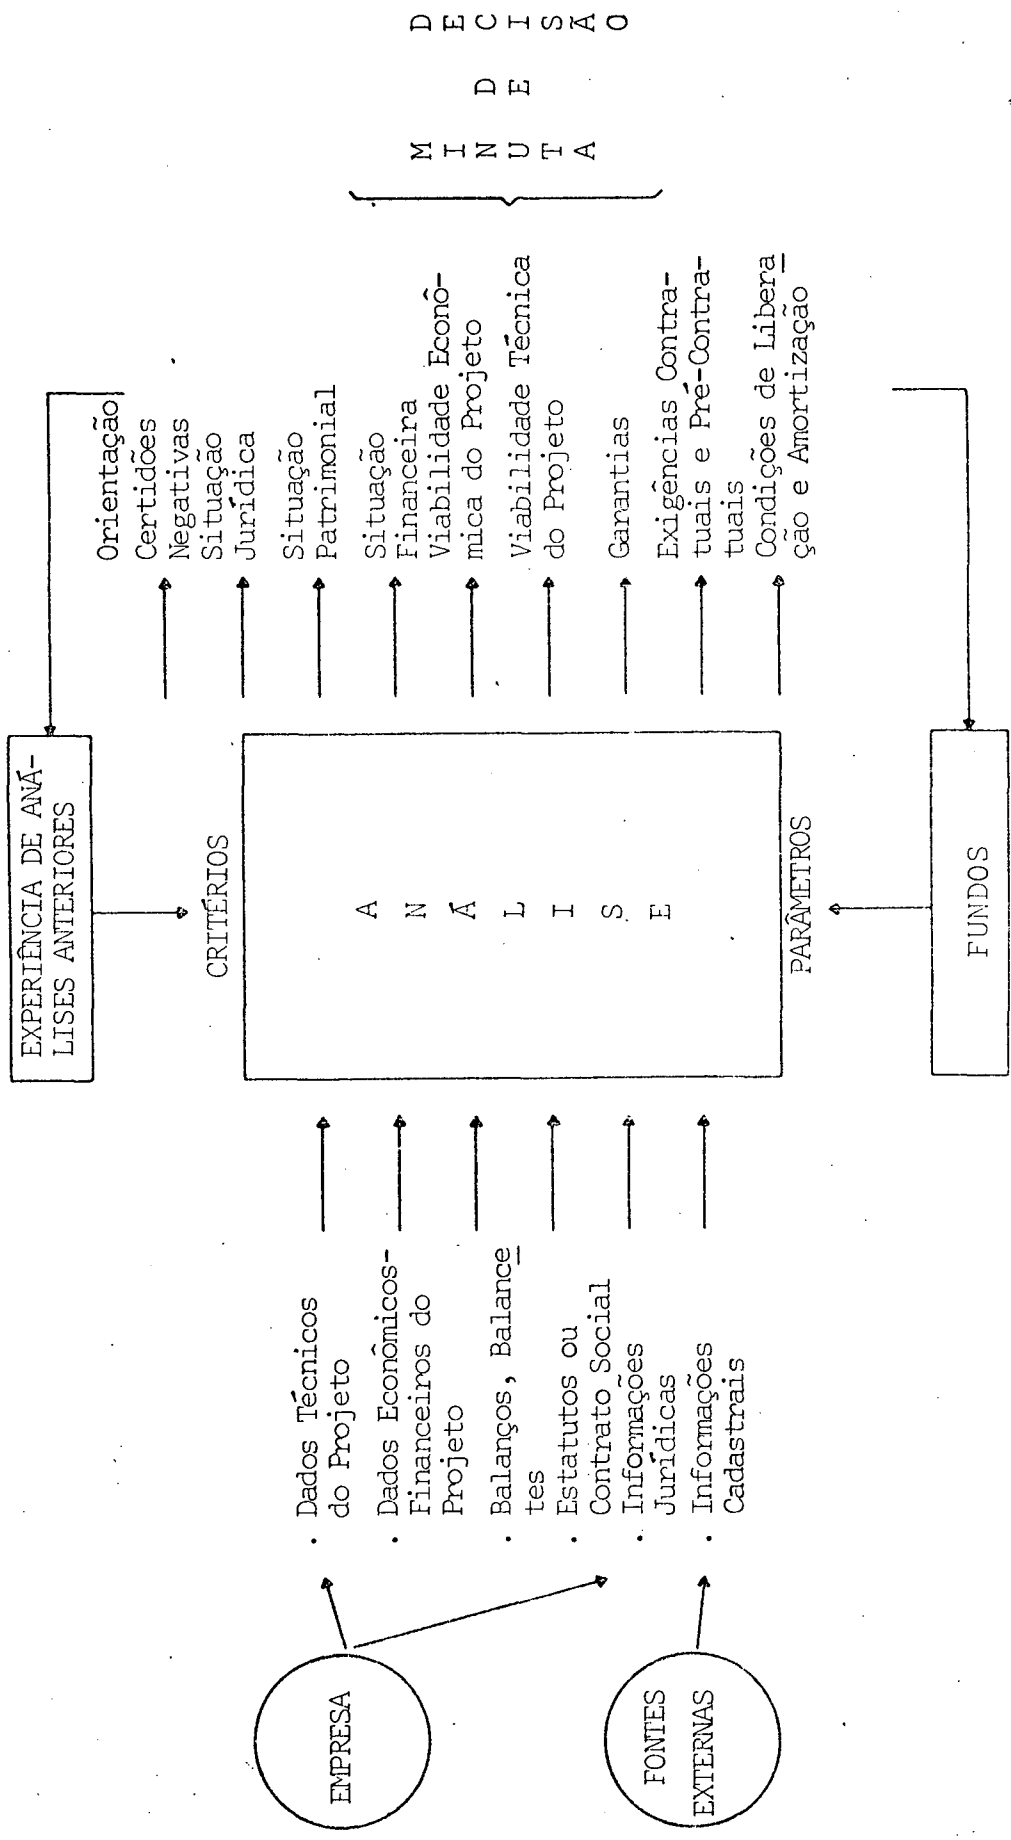 EXPERIÊNCIA DE ANÁ-
LISES ANTERIORES
CRITÉRIOS
EMPRESA
FONTES
EXTERNAS
. Dados Técnicos
do Projeto
. Dados Econômicos-
Financeiros do
Projeto
. Balanços, Balance
tes
. Estatutos ou
Contrato Social
. Informações
Jurídicas
. Informações
Cadastrais
A N Á L I S E
PARÂMETROS
FUNDOS
Orientação
Certidões
Negativas
Situação
Jurídica
Situação
Patrimonial
Situação
Financeira
Viabilidade Econô-
mica do Projeto
Viabilidade Técnica
do Projeto
Garantias
Exigências Contra-
tuais e Pré-Contra-
tuais
Condições de Libera
ção e Amortização
MINUTA
DE
DECISÃO